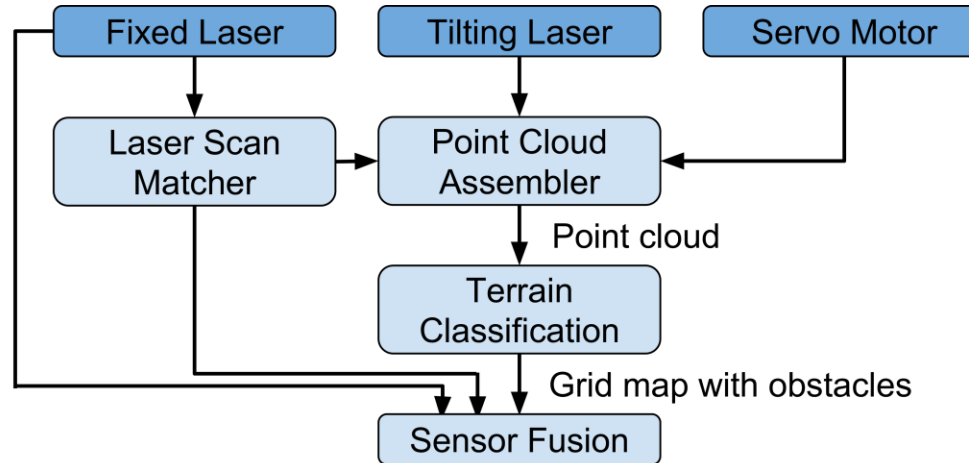 Fixed Laser
Tilting Laser
Servo Motor
Laser Scan
Matcher
Point Cloud
Assembler
Point cloud
Terrain
Classification
Grid map with obstacles
Sensor Fusion